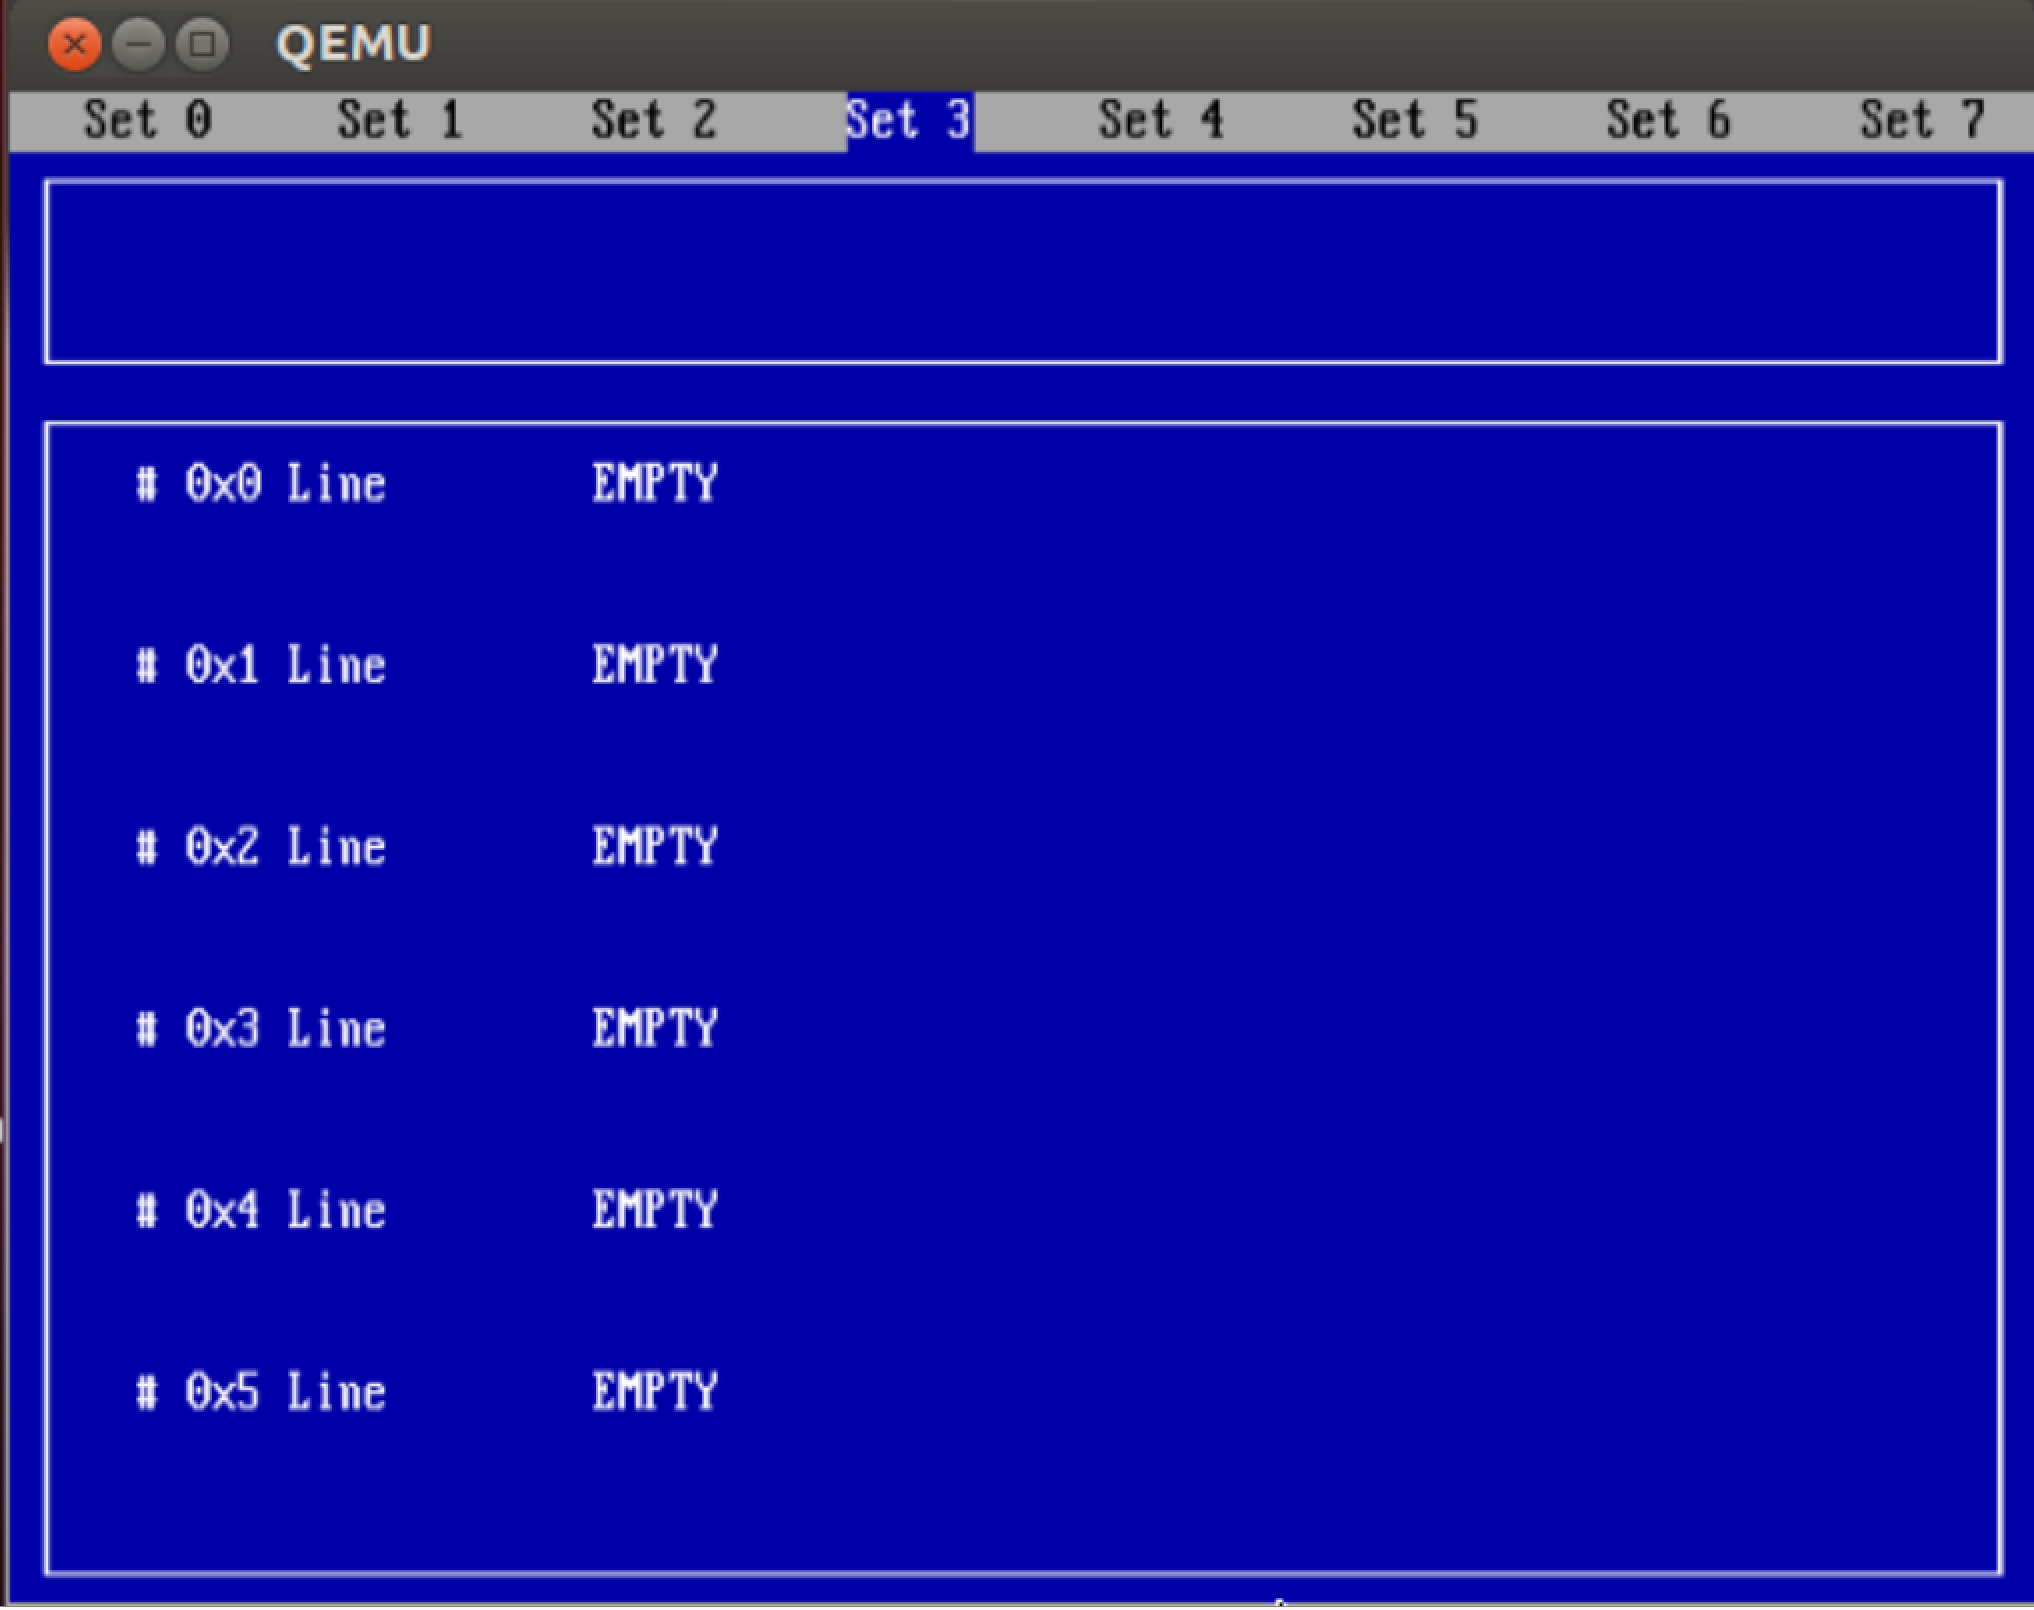 QEMU
Set 0 Set 1 Set 2 Set 3 Set 4 Set 5 Set 6 Set 7
# 0x0 Line EMPTY
# 0x1 Line EMPTY
# 0x2 Line EMPTY
# 0x3 Line EMPTY
# 0x4 Line EMPTY
# 0x5 Line EMPTY